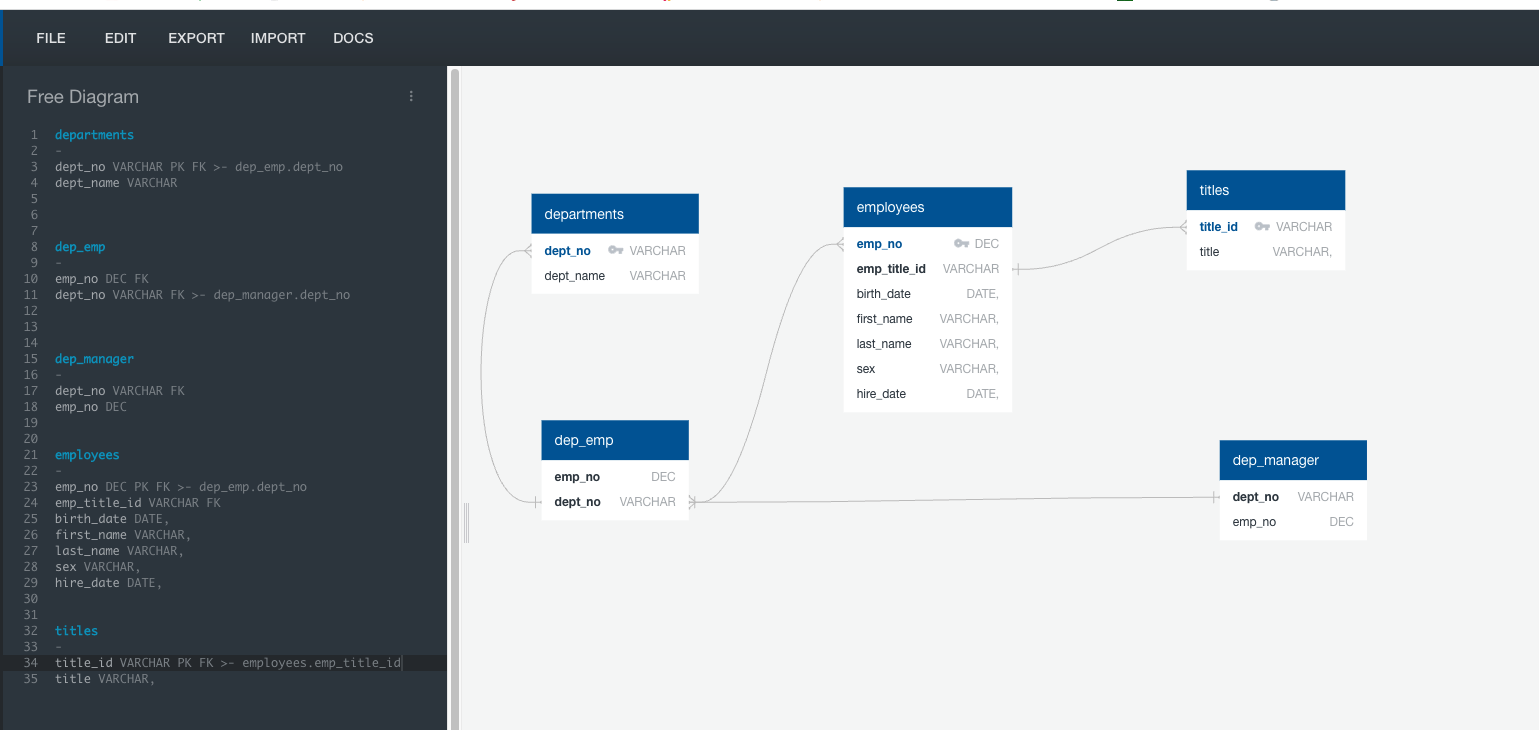 FILE EDIT EXPORT IMPORT DOCS
Free Diagram
1 departments
2 -
3 dept_no VARCHAR PK FK >- dep_emp.dept_no
4 dept_name VARCHAR
5
6
7
8 dep_emp
9 -
10 emp_no DEC FK
11 dept_no VARCHAR FK >- dep_manager.dept_no
12
13
14
15 dep_manager
16 -
17 dept_no VARCHAR FK
18 emp_no DEC
19
20
21 employees
22 -
23 emp_no DEC PK FK >- dep_emp.dept_no
24 emp_title_id VARCHAR FK
25 birth_date DATE,
26 first_name VARCHAR,
27 last_name VARCHAR,
28 sex VARCHAR,
29 hire_date DATE,
30
31
32 titles
33 -
34 title_id VARCHAR PK FK >- employees.emp_title_id
35 title VARCHAR,
departments
dept_no VARCHAR
dept_name VARCHAR
employees
emp_no DEC
emp_title_id VARCHAR
birth_date DATE,
first_name VARCHAR,
last_name VARCHAR,
sex VARCHAR,
hire_date DATE,
titles
title_id VARCHAR
title VARCHAR,
dep_emp
emp_no DEC
dept_no VARCHAR
dep_manager
dept_no VARCHAR
emp_no DEC